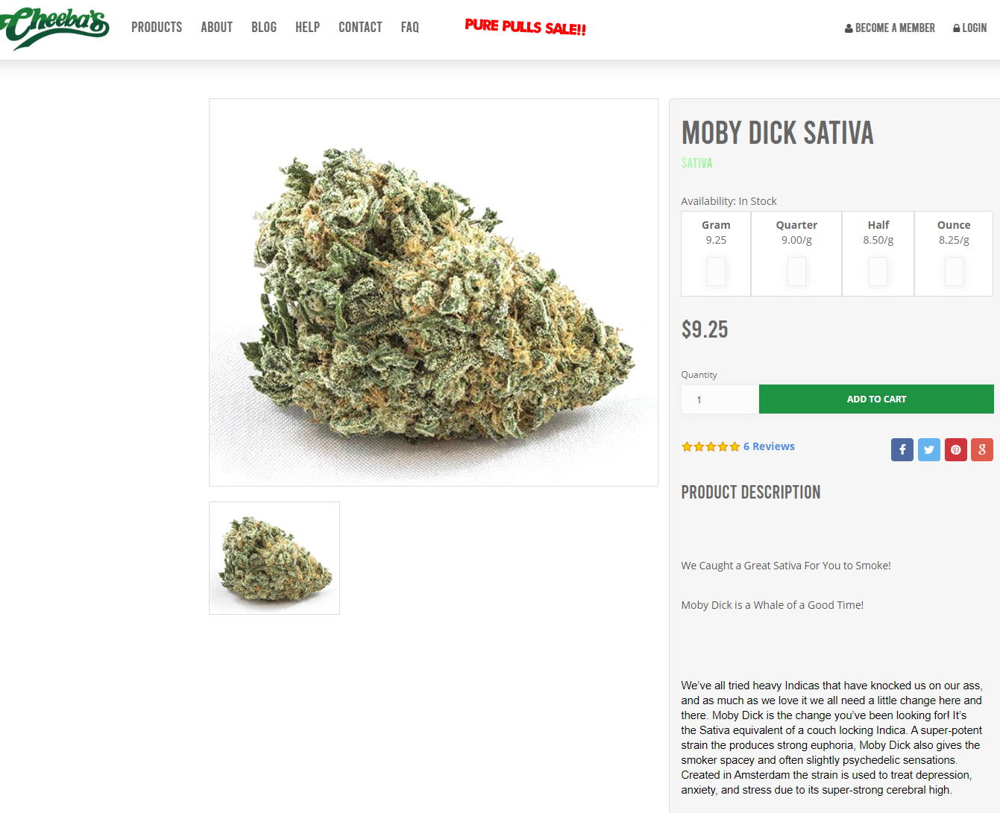 Cheeba's
PRODUCTS ABOUT BLOG HELP CONTACT FAQ
PURE PULLS SALE!!
BECOME A MEMBER LOGIN
MOBY DICK SATIVA
SATIVA
Availability: In Stock
Gram Quarter Half Ounce
9.25 9.00/g 8.50/g 8.25/g
$9.25
Quantity
1 ADD TO CART
6 Reviews
f g
PRODUCT DESCRIPTION
We Caught a Great Sativa For You to Smoke!
Moby Dick is a Whale of a Good Time!
We've all tried heavy Indicas that have knocked us on our ass,
and as much as we love it we all need a little change here and
there. Moby Dick is the change you've been looking for! It's
the Sativa equivalent of a couch locking Indica. A super-potent
strain the produces strong euphoria, Moby Dick also gives the
smoker spacey and often slightly psychedelic sensations.
Created in Amsterdam the strain is used to treat depression,
anxiety, and stress due to its super-strong cerebral high.